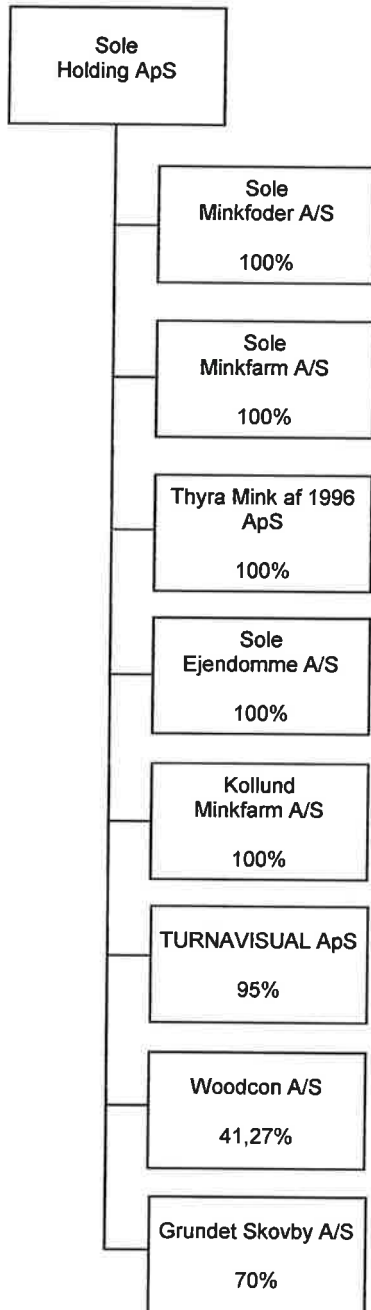 Sole
Holding ApS
Sole
Minkfoder A/S
100%
Sole
Minkfarm A/S
100%
Thyra Mink af 1996
ApS
100%
Sole
Ejendomme A/S
100%
Kollund
Minkfarm A/S
100%
TURNAVISUAL ApS
95%
Woodcon A/S
41,27%
Grundet Skovby A/S
70%